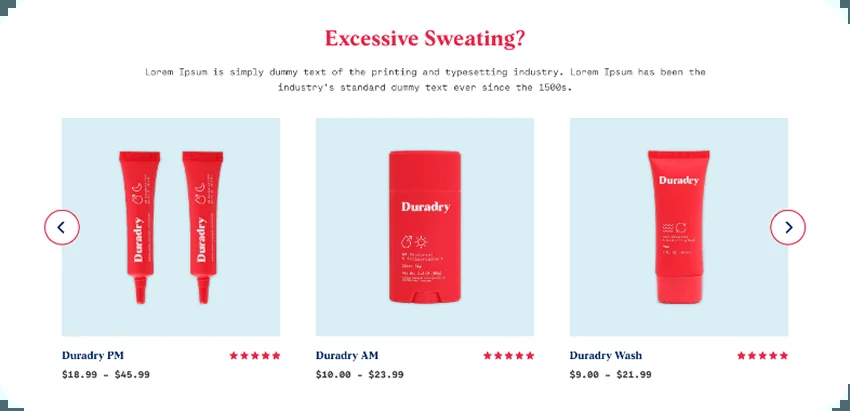 Excessive Sweating?
Lorem Ipsum is simply dummy text of the printing and typesetting industry. Lorem Ipsum has been the
industry's standard dummy text ever since the 1500s.
Duradry
Duradry
Duradry
Duradry
Duradry PM
$18.99 – $45.99
Duradry AM
$10.00 – $23.99
Duradry Wash
$9.00 – $21.99